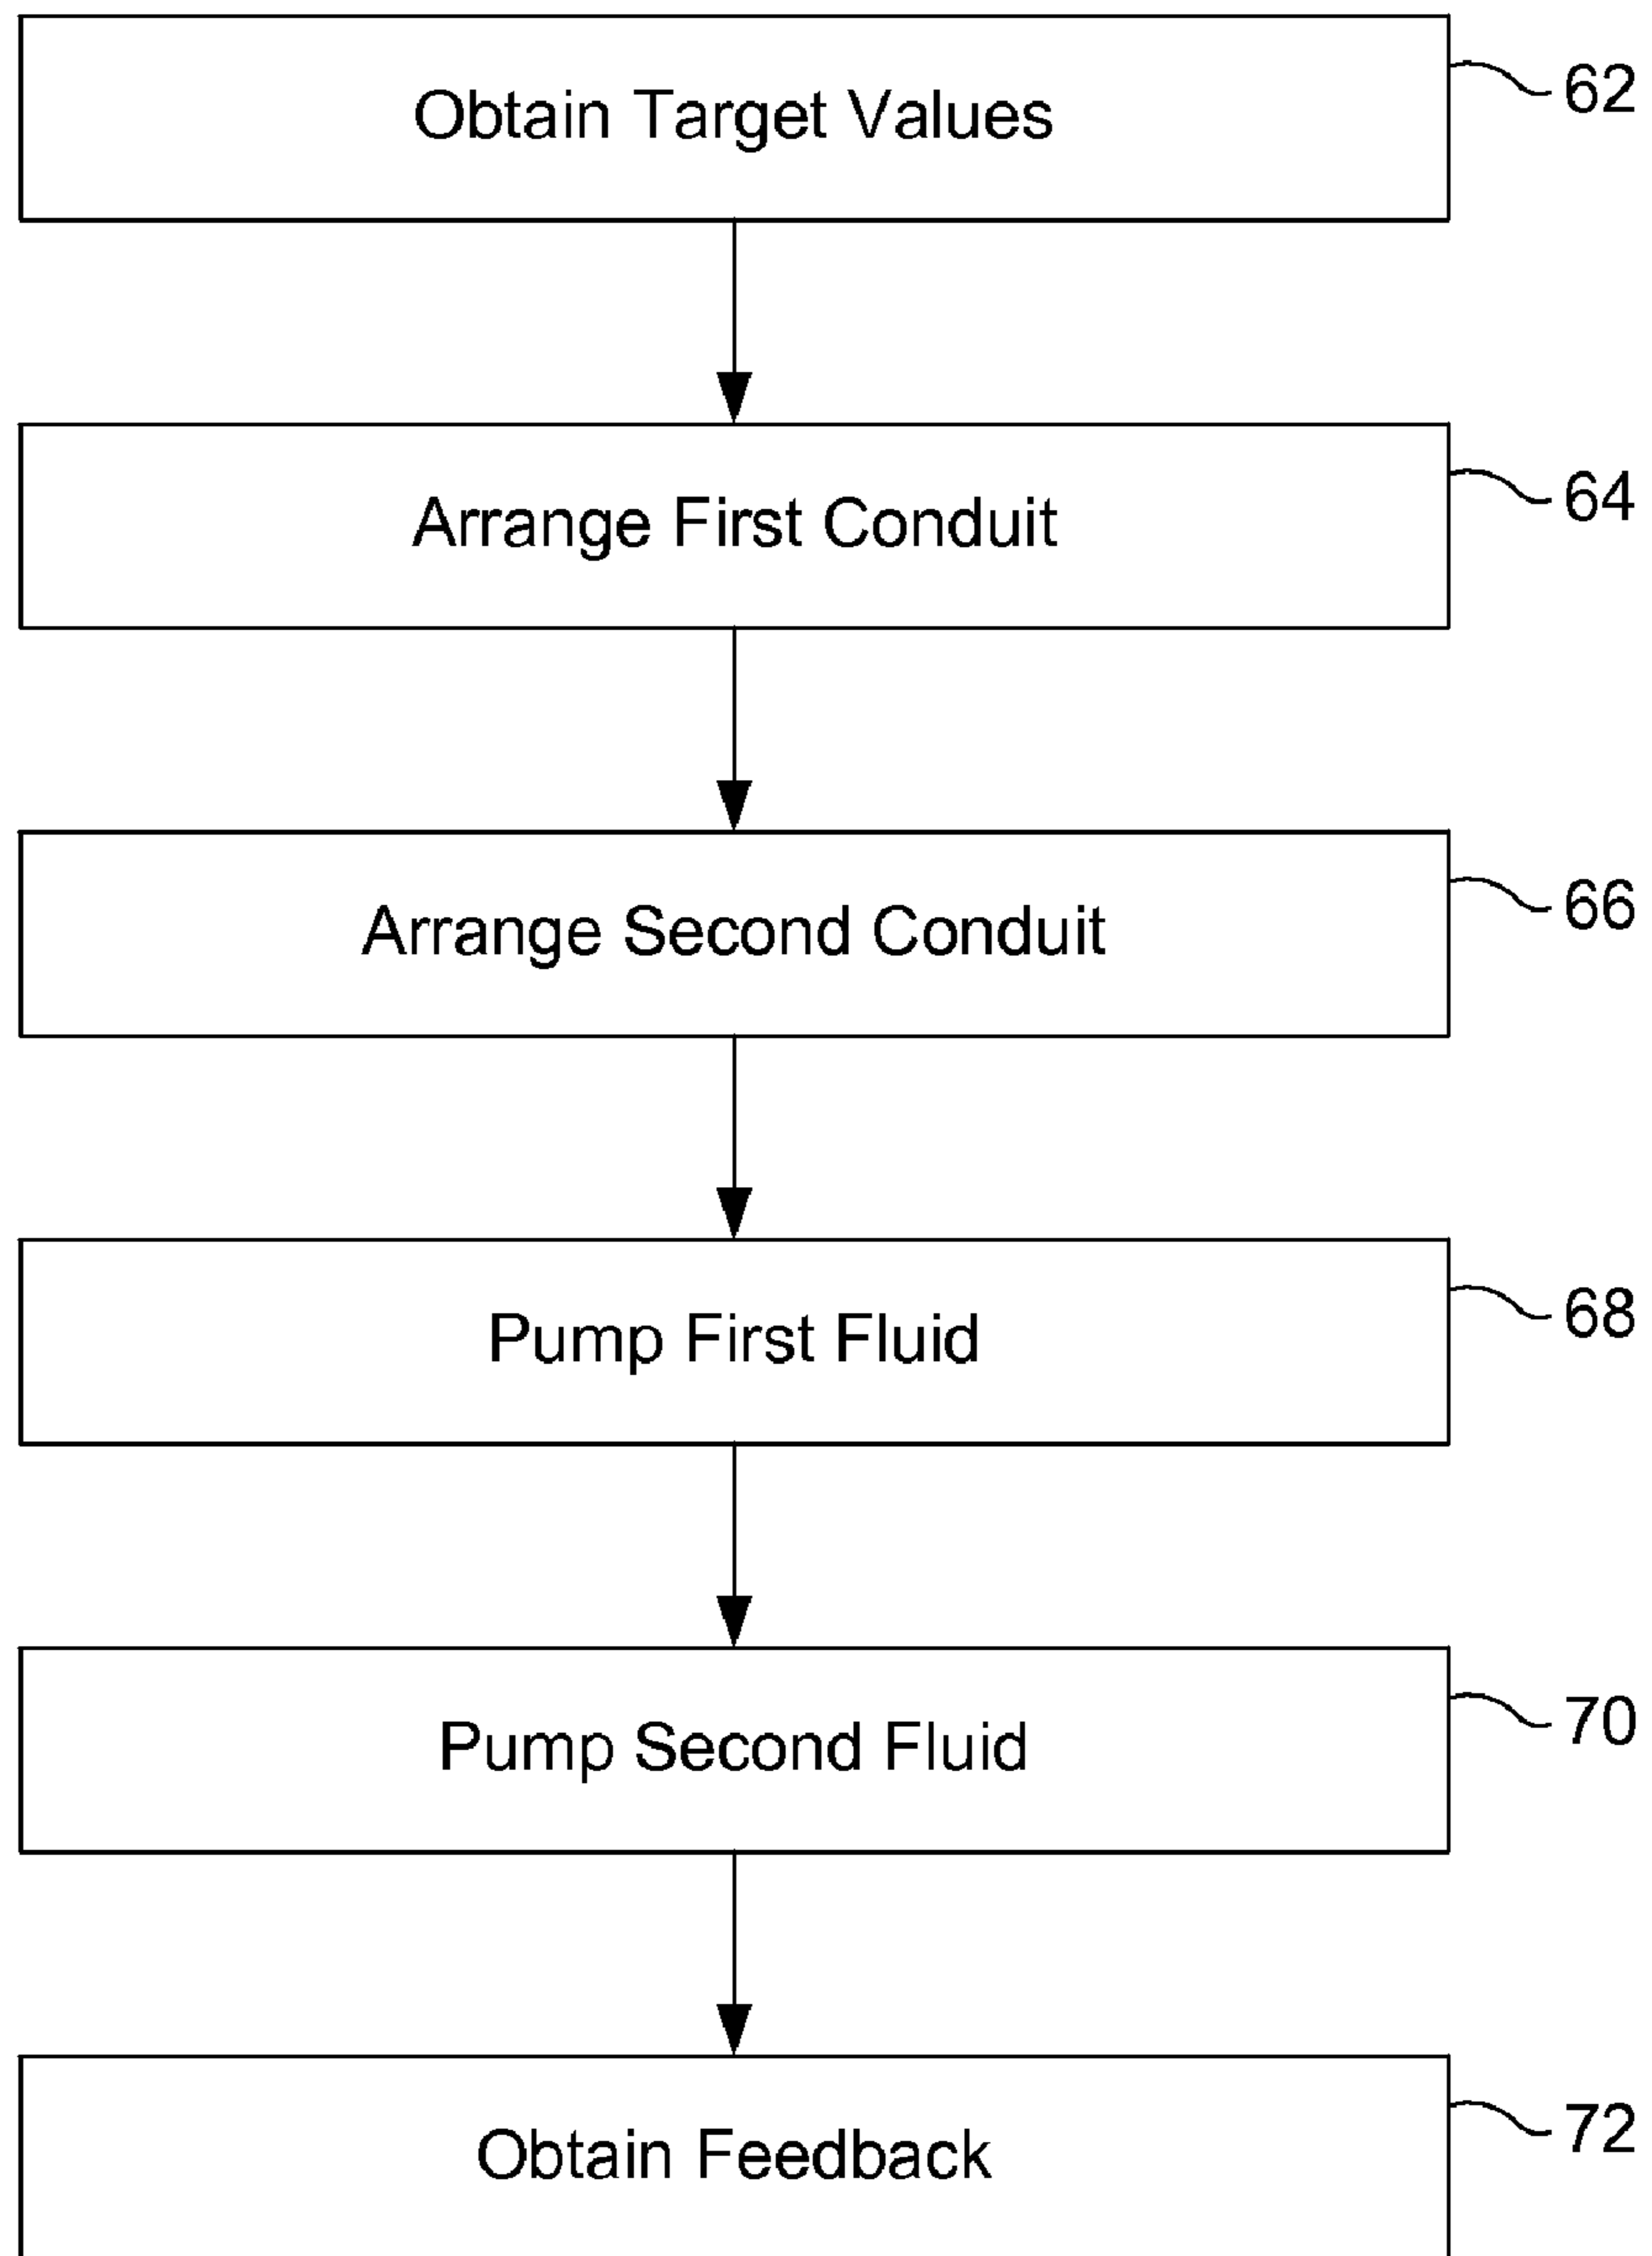 Obtain Target Values
62
Arrange First Conduit
64
Arrange Second Conduit
66
Pump First Fluid
68
Pump Second Fluid
70
Obtain Feedback
72